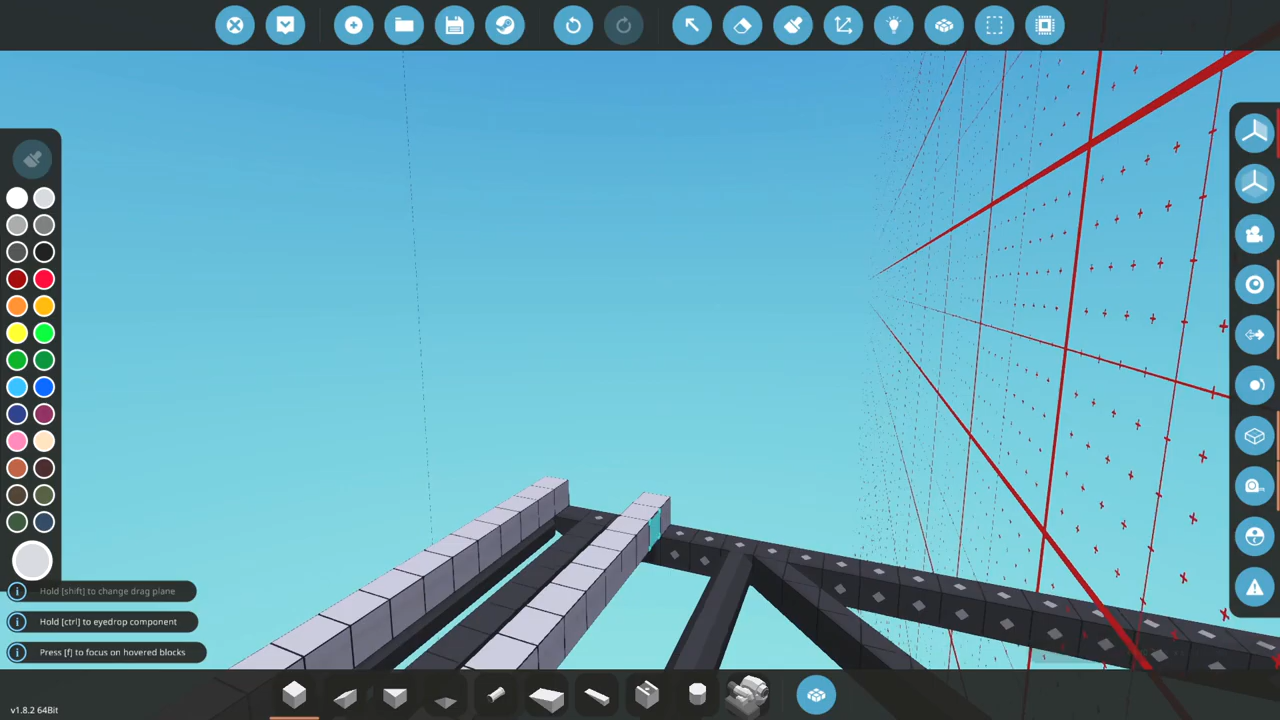 Hold [shift] to change drag plane
Hold [ctrl] to eyedrop component
Press [f] to focus on hovered blocks
v1.8.2 64Bit